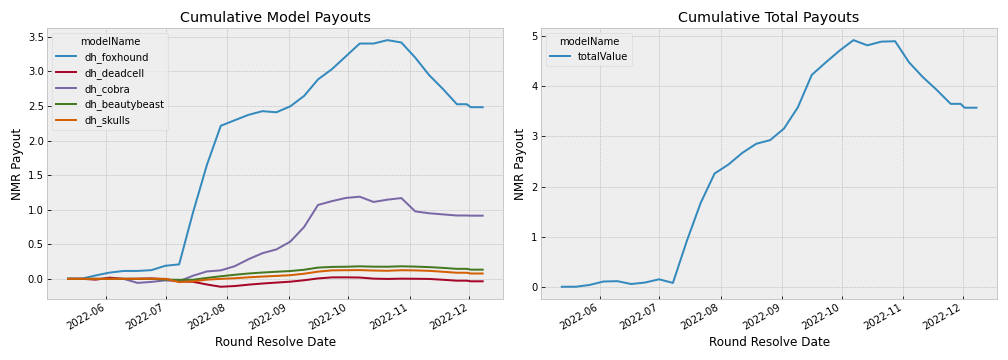 Cumulative Model Payouts
3.5
3.0
2.5
2.0
1.5
1.0
0.5
0.0
NMR Payout
modelName
dh_foxhound
dh_deadcell
dh_cobra
dh_beautybeast
dh_skulls
2022-06
2022-07
2022-08
2022-09
2022-10
2022-11
2022-12
Round Resolve Date
Cumulative Total Payouts
5
4
3
2
1
0
NMR Payout
modelName
totalValue
2022-06
2022-07
2022-08
2022-09
2022-10
2022-11
2022-12
Round Resolve Date